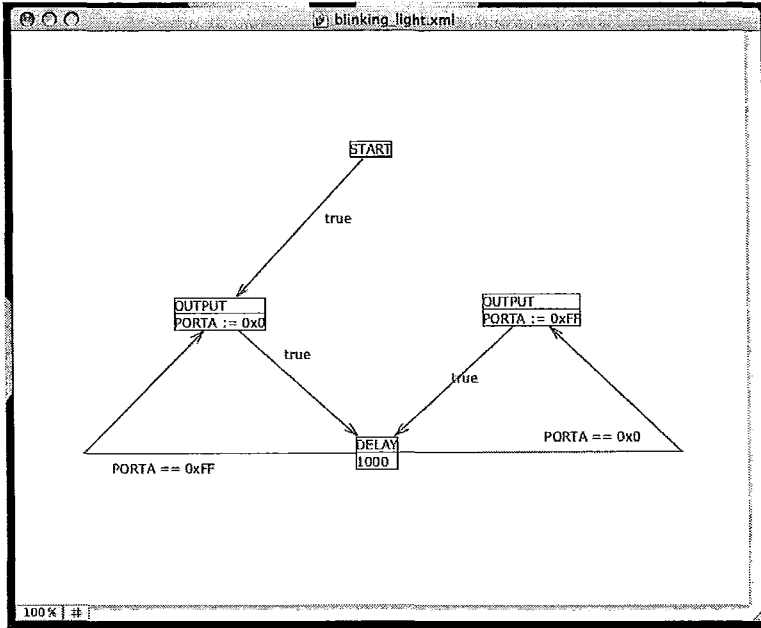 blinking_light.xml
START
true
OUTPUT
PORTA := 0x0
OUTPUT
PORTA := 0xFF
true
true
DELAY
1000
PORTA == 0x0
PORTA == 0xFF
100% #